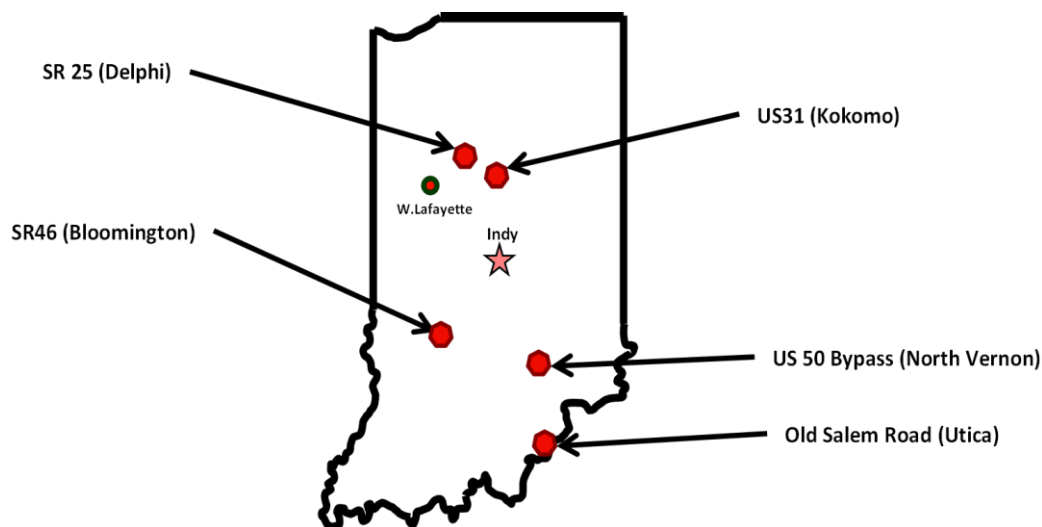 SR 25 (Delphi)
US31 (Kokomo)
W.Lafayette
SR46 (Bloomington)
Indy
US 50 Bypass (North Vernon)
Old Salem Road (Utica)